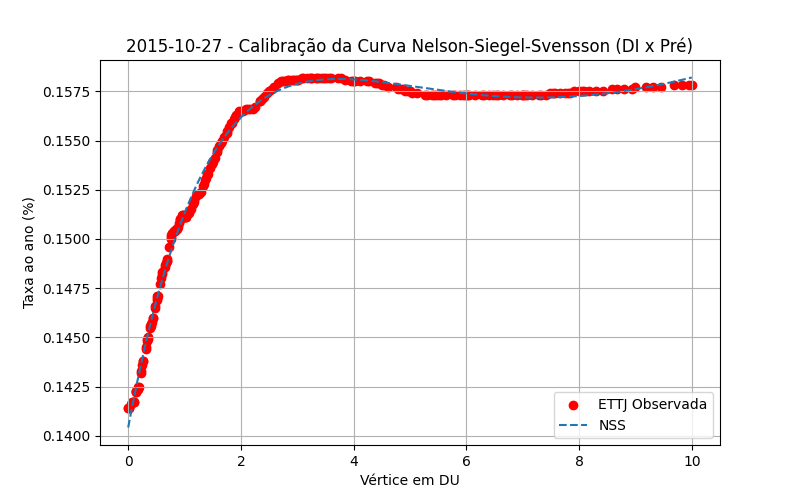 2015-10-27 - Calibração da Curva Nelson-Siegel-Svensson (DI x Pré)
Taxa ao ano (%)
0.1575
0.1550
0.1525
0.1500
0.1475
0.1450
0.1425
0.1400
ETTJ Observada
NSS
0 2 4 6 8 10
Vértice em DU